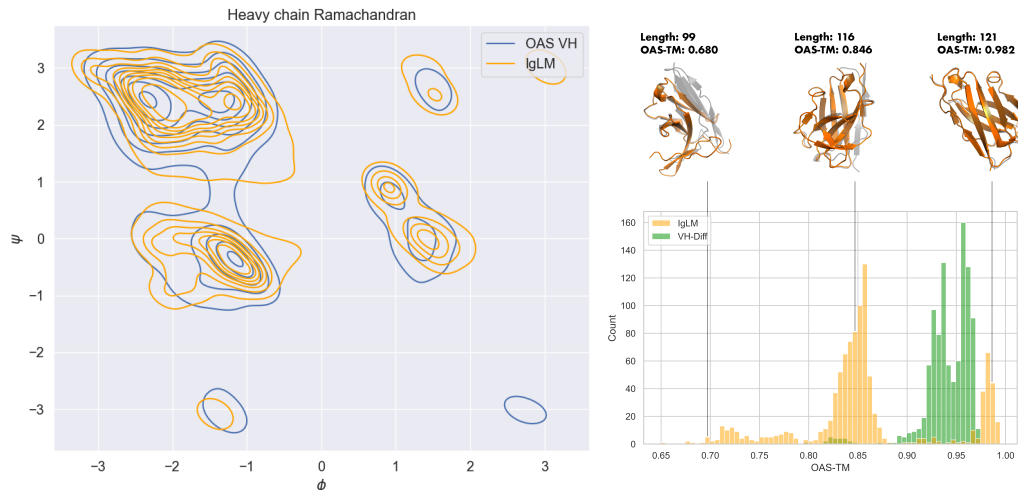 Heavy chain Ramachandran
OAS VH
IgLM
3
2
1
0
−1
−2
−3
ψ
−3
−2
−1
0
1
2
3
ϕ
Length: 99
OAS-TM: 0.680
Length: 116
OAS-TM: 0.846
Length: 121
OAS-TM: 0.982
IgLM
VH-Diff
160
140
120
100
80
60
40
20
0
Count
0.65
0.70
0.75
0.80
0.85
0.90
0.95
1.00
OAS-TM